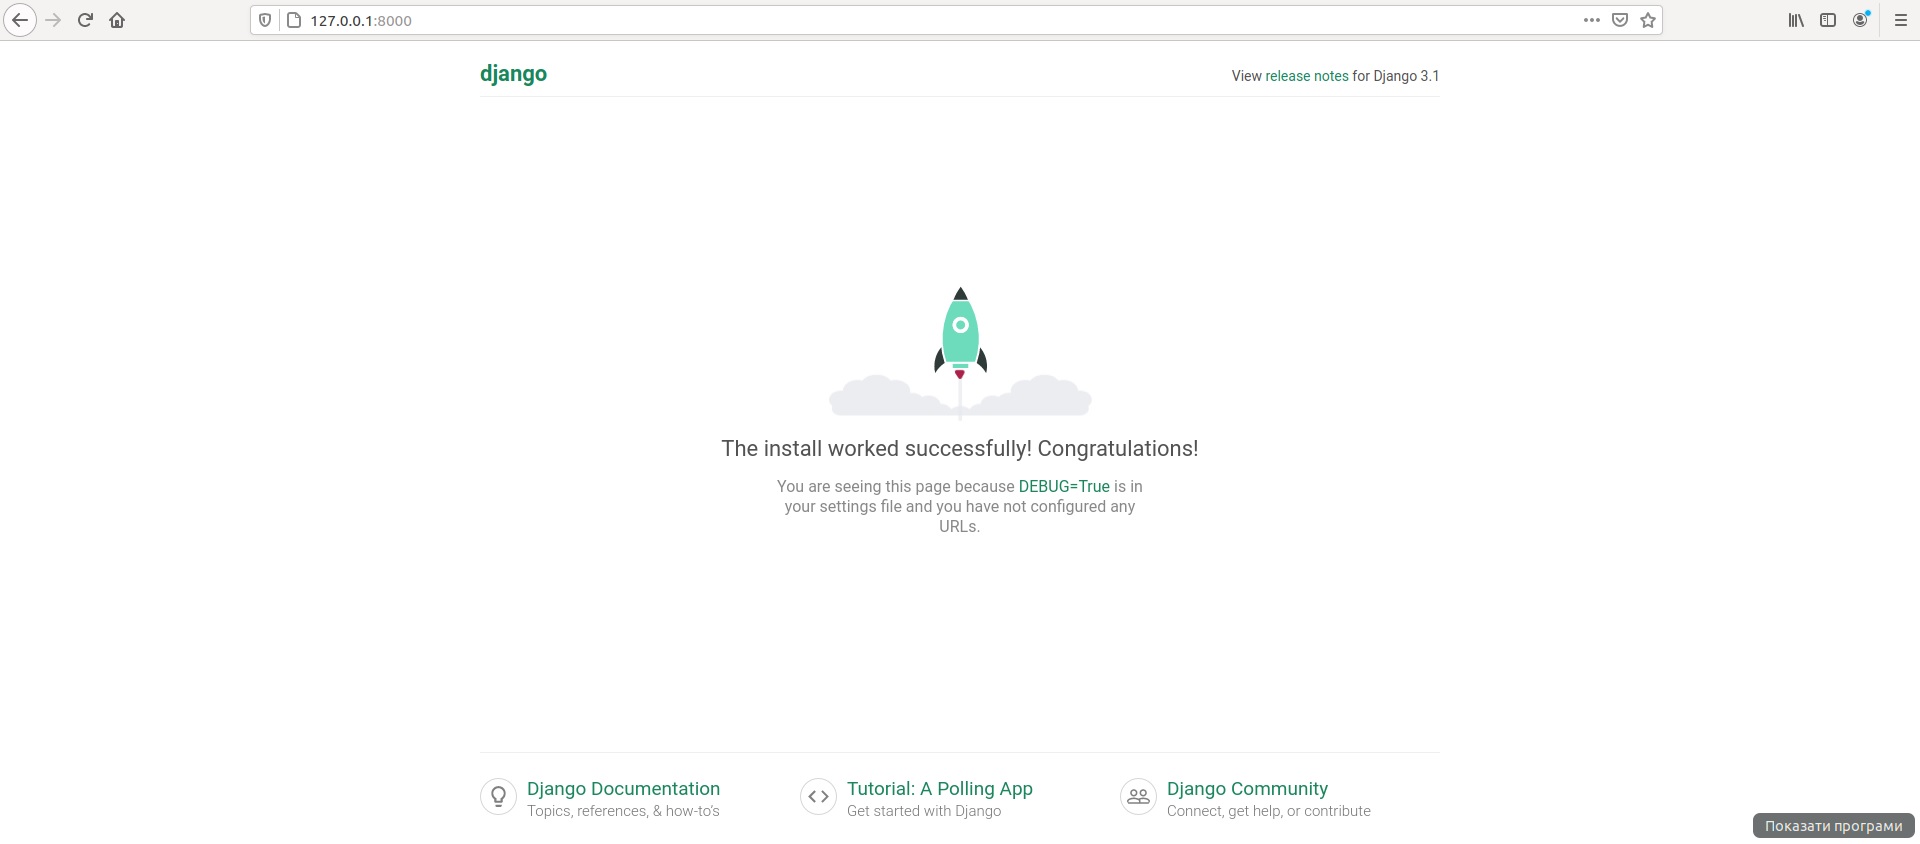 127.0.0.1:8000
django
View release notes for Django 3.1
The install worked successfully! Congratulations!
You are seeing this page because DEBUG=True is in
your settings file and you have not configured any
URLs.
Django Documentation
Topics, references, & how-to’s
Tutorial: A Polling App
Get started with Django
Django Community
Connect, get help, or contribute
Показати програми